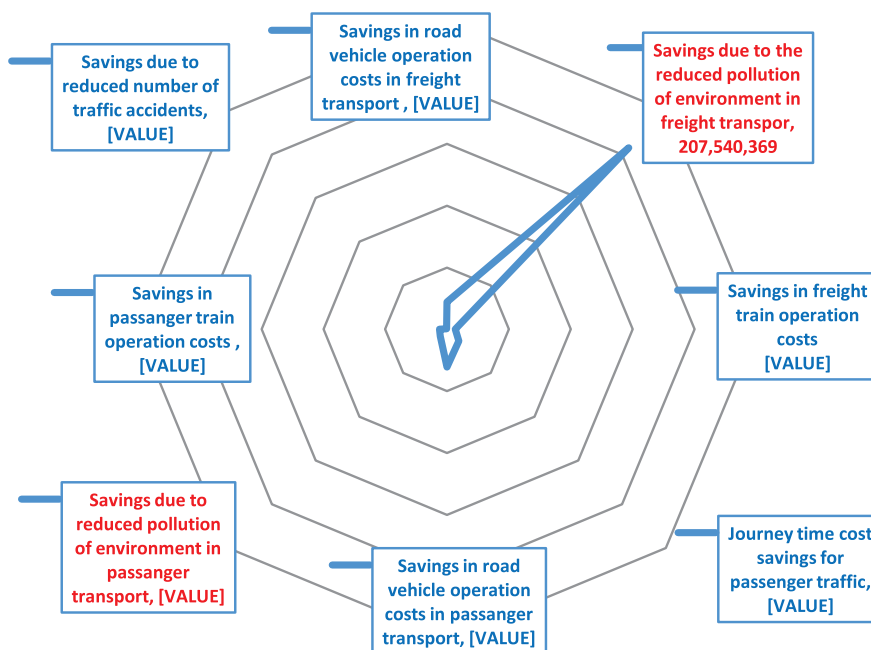 Savings in road
vehicle operation
costs in freight
transport , [VALUE]
Savings due to the
reduced pollution
of environment in
freight transpor,
207,540,369
Savings in freight
train operation
costs
[VALUE]
Journey time cost
savings for
passenger traffic,
[VALUE]
Savings in road
vehicle operation
costs in passanger
transport, [VALUE]
Savings due to
reduced pollution
of environment in
passanger
transport, [VALUE]
Savings in
passanger train
operation costs ,
[VALUE]
Savings due to
reduced number of
traffic accidents,
[VALUE]